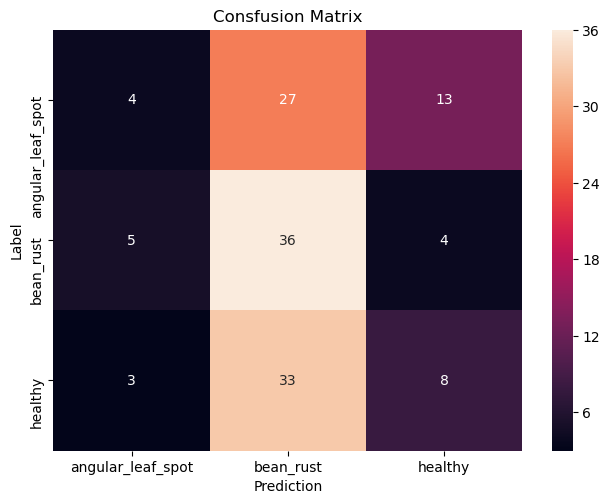 Consfusion Matrix
angular_leaf_spot
4 27 13
bean_rust
5 36 4
healthy
3 33 8
Label
angular_leaf_spot bean_rust healthy
Prediction
36
30
24
18
12
6